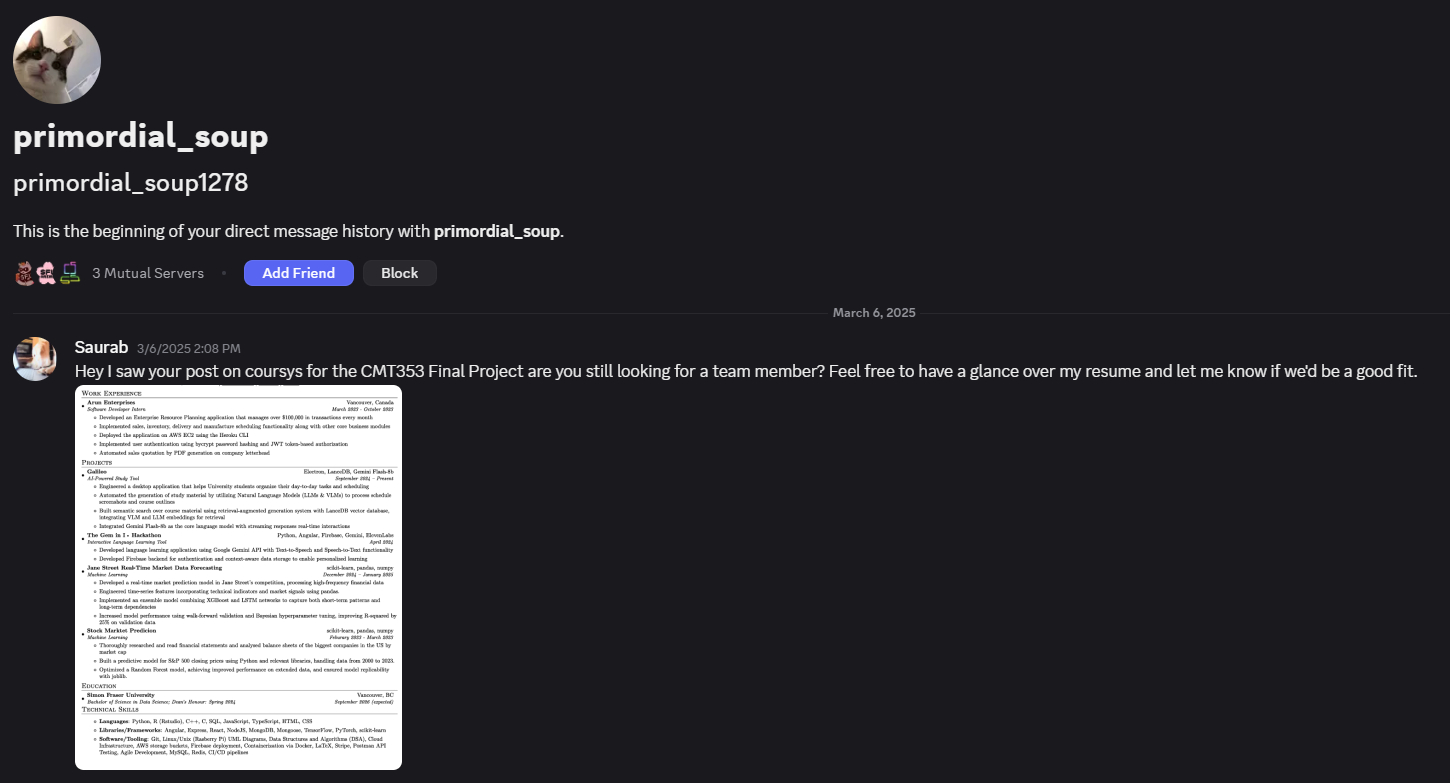 primordial_soup
primordial_soup1278
This is the beginning of your direct message history with primordial_soup.
SFU
3 Mutual Servers • Add Friend Block
March 6, 2025
Saurab 3/6/2025 2:08 PM
Hey I saw your post on coursys for the CMT353 Final Project are you still looking for a team member? Feel free to have a glance over my resume and let me know if we'd be a good fit.
Work Experience
• Arun Enterprises Vancouver, Canada
Software Developer Intern March 2023 - October 2023
Developed an Enterprise Resource Planning application that manages over $100,000 in transactions every month
Implemented sales, inventory, delivery and manufacture scheduling functionality along with other core business modules
Deployed the application on AWS EC2 using the Heroku CLI
Implemented user authentication using bycrypt password hashing and JWT token-based authorization
Automated sales quotation by PDF generation on company letterhead
Projects
• Galileo Electron, LanceDB, Gemini Flash-8b
AI-Powered Study Tool September 2024 - Present
Engineered a desktop application that helps University students organise their day-to-day tasks and scheduling
Automated the generation of study material by utilizing Natural Language Models (LLMs & VLMs) to process schedule
screenshots and course outlines
Built semantic search over course material using retrieval-augmented generation with LanceDB vector database,
integrating VLM and LLM embeddings for retrieval
Integrated Gemini Flash-8b as the core language model with streaming responses real-time interactions
• The Gem in I - Hackathon Python, Angular, Firebase, Gemini, ElevenLabs
Interactive Language Learning Tool April 2024
Developed language learning application using Google Gemini API with Text-to-Speech and Speech-to-Text functionality
Developed Firebase backend for authentication and context-aware data storage to enable personalised learning
• Jane Street Real-Time Market Data Forecasting scikit-learn, pandas, numpy
Machine Learning December 2024 - January 2025
Developed a real-time market prediction model in Jane Street's competition, processing high-frequency financial data
Engineered time-series features incorporating technical indicators and market signals using pandas.
Implemented an ensemble model combining XGBoost and LSTM networks to capture both short-term patterns and
long-term dependencies
Increased model performance using walk-forward validation and Bayesian hyperparameter tuning, improving R-squared by
25% on validation data
• Stock Marktet Predicion scikit-learn, pandas, numpy
Machine Learning Feburary 2023 - March 2023
Thoroughly researched and read financial statements and analysed balance sheets of the biggest companies in the US by
market cap
Built a predictive model for S&P 500 closing prices using Python and relevant libraries, handling data from 2000 to 2023.
Optimized a Random Forest model, achieving improved performance on extended data, and ensured model replicability
with joblib.
Education
• Simon Fraser University Vancouver, BC
Bachelor of Science in Data Science; Dean's Honour: Spring 2024 September 2026 (expected)
Technical Skills
Languages: Python, R (Rstudio), C++, C, SQL, JavaScript, TypeScript, HTML, CSS
Libraries/Frameworks: Angular, Express, React, NodeJS, MongoDB, Mongoose, TensorFlow, PyTorch, scikit-learn
Software/Tooling: Git, Linux/Unix (Rasberry Pi) UML Diagrams, Data Structures and Algorithms (DSA), Cloud
Infrastructure, AWS storage buckets, Firebase deployment, Containerization via Docker, LaTeX, Stripe, Postman API
Testing, Agile Development, MySQL, Redis, CI/CD pipelines